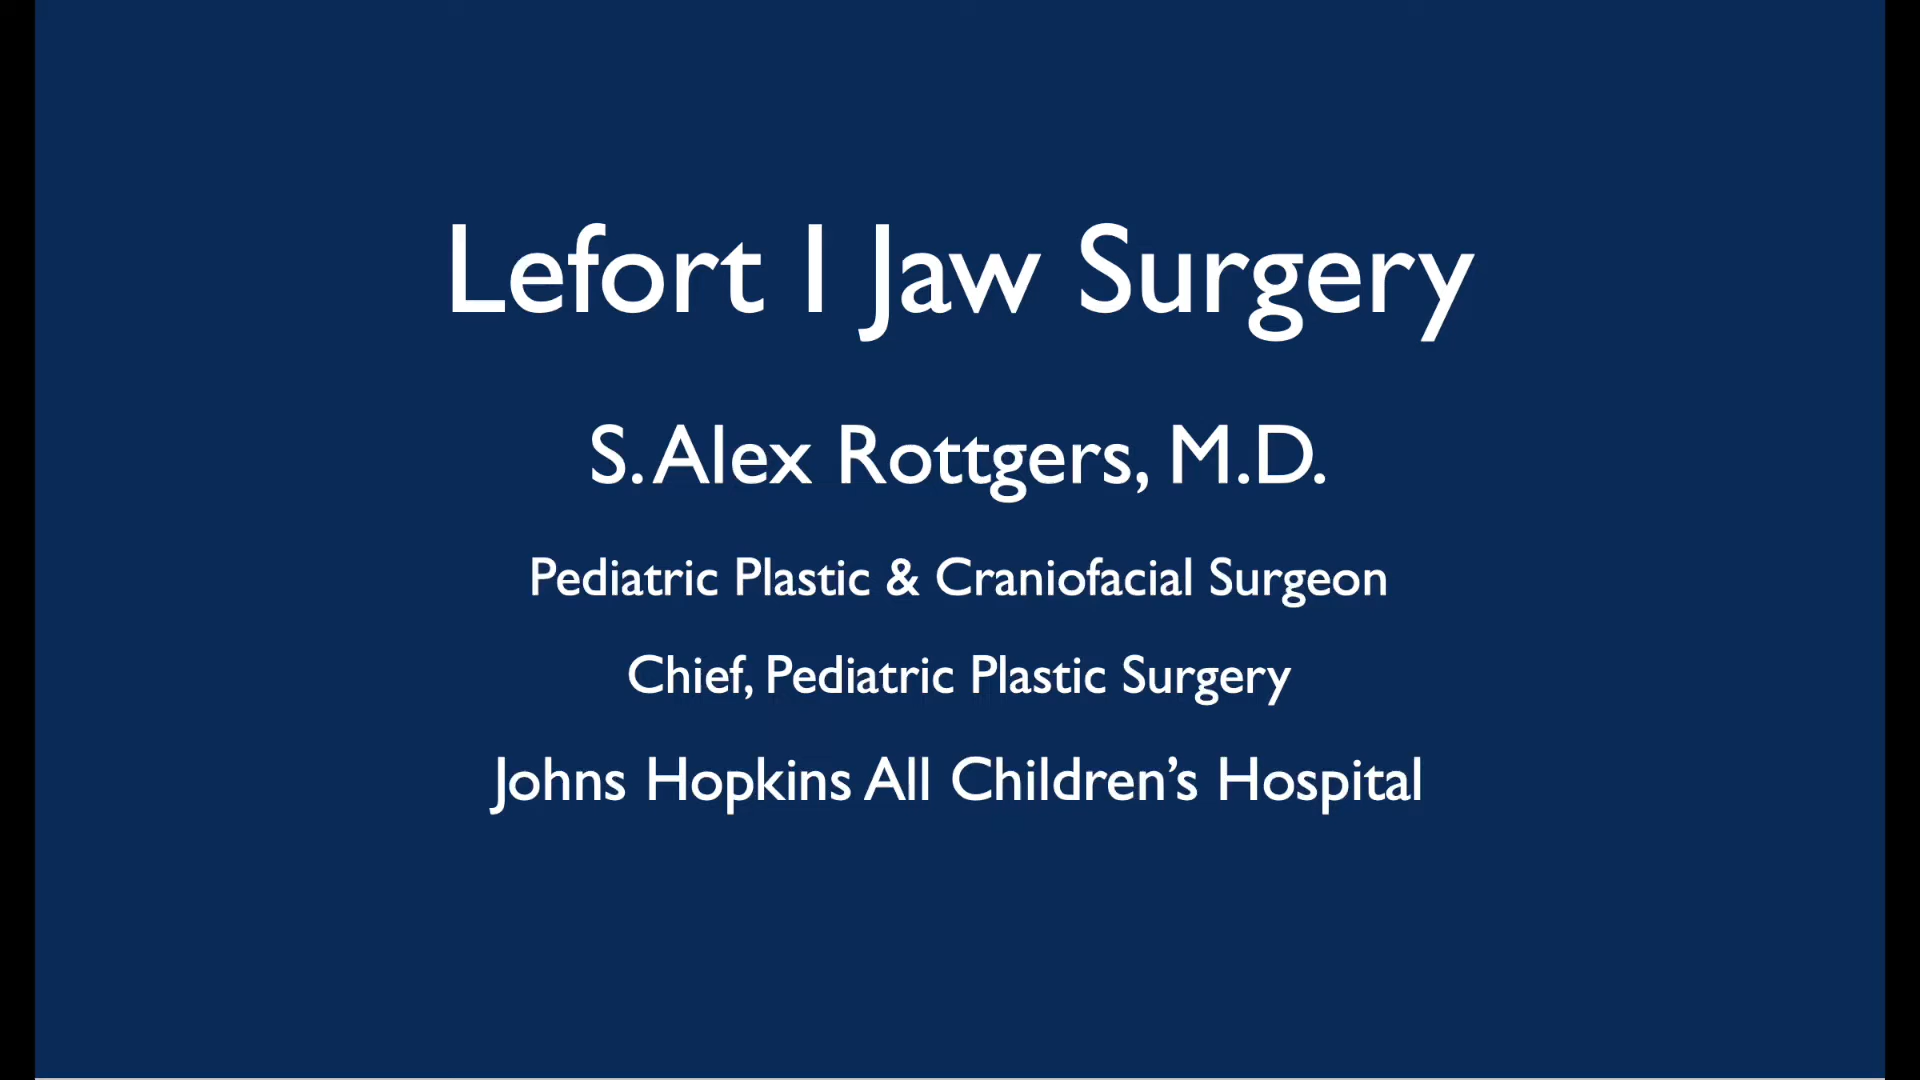 Lefort I Jaw Surgery
S. Alex Rottgers, M.D.
Pediatric Plastic & Craniofacial Surgeon
Chief, Pediatric Plastic Surgery
Johns Hopkins All Children’s Hospital